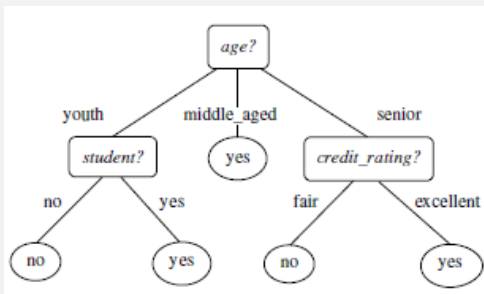 age?
youth middle_aged senior
student? yes credit_rating?
no yes fair excellent
no yes no yes